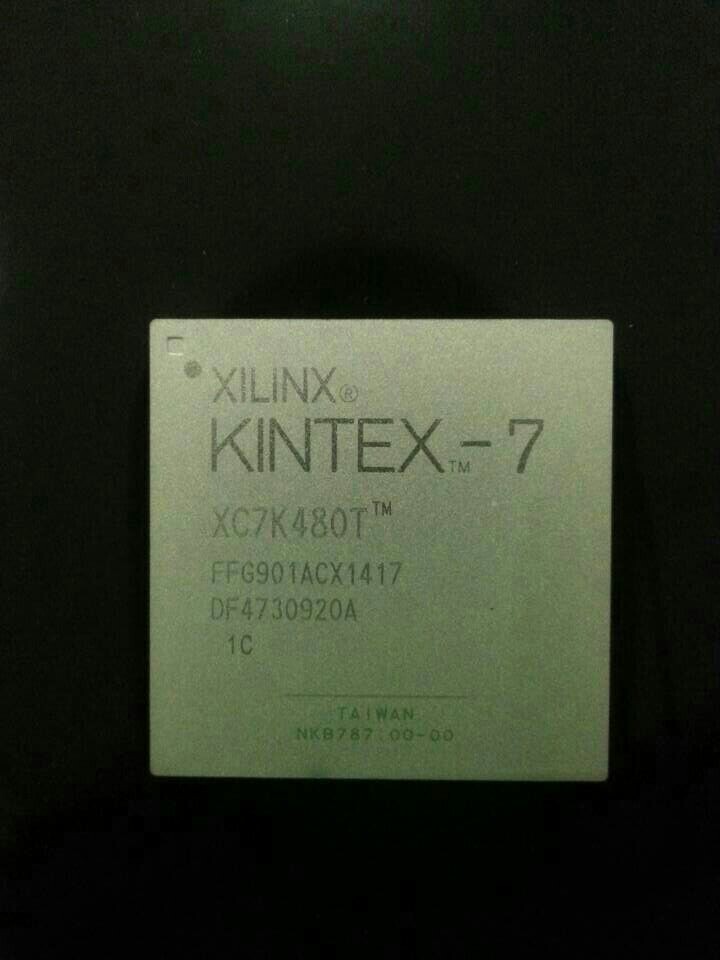 XILINX®
KINTEX™-7
XC7K480T™
FFG901ACX1417
DF4730920A
1C
TAIWAN
NKB787.00-00